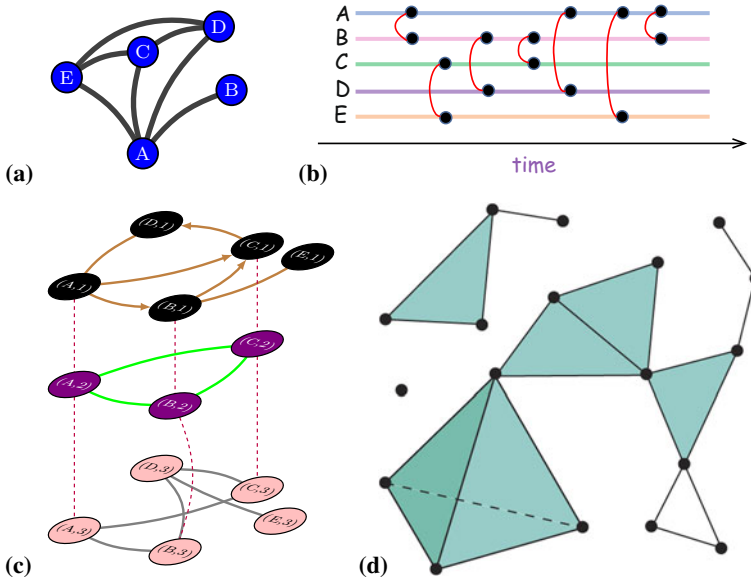 D
C
E
B
A
(a)
A
B
C
D
E
time
(b)
(D,1)
(C,1)
(E,1)
(A,1)
(B,1)
(C,2)
(A,2)
(B,2)
(D,3)
(C,3)
(E,3)
(A,3)
(B,3)
(c)
(d)